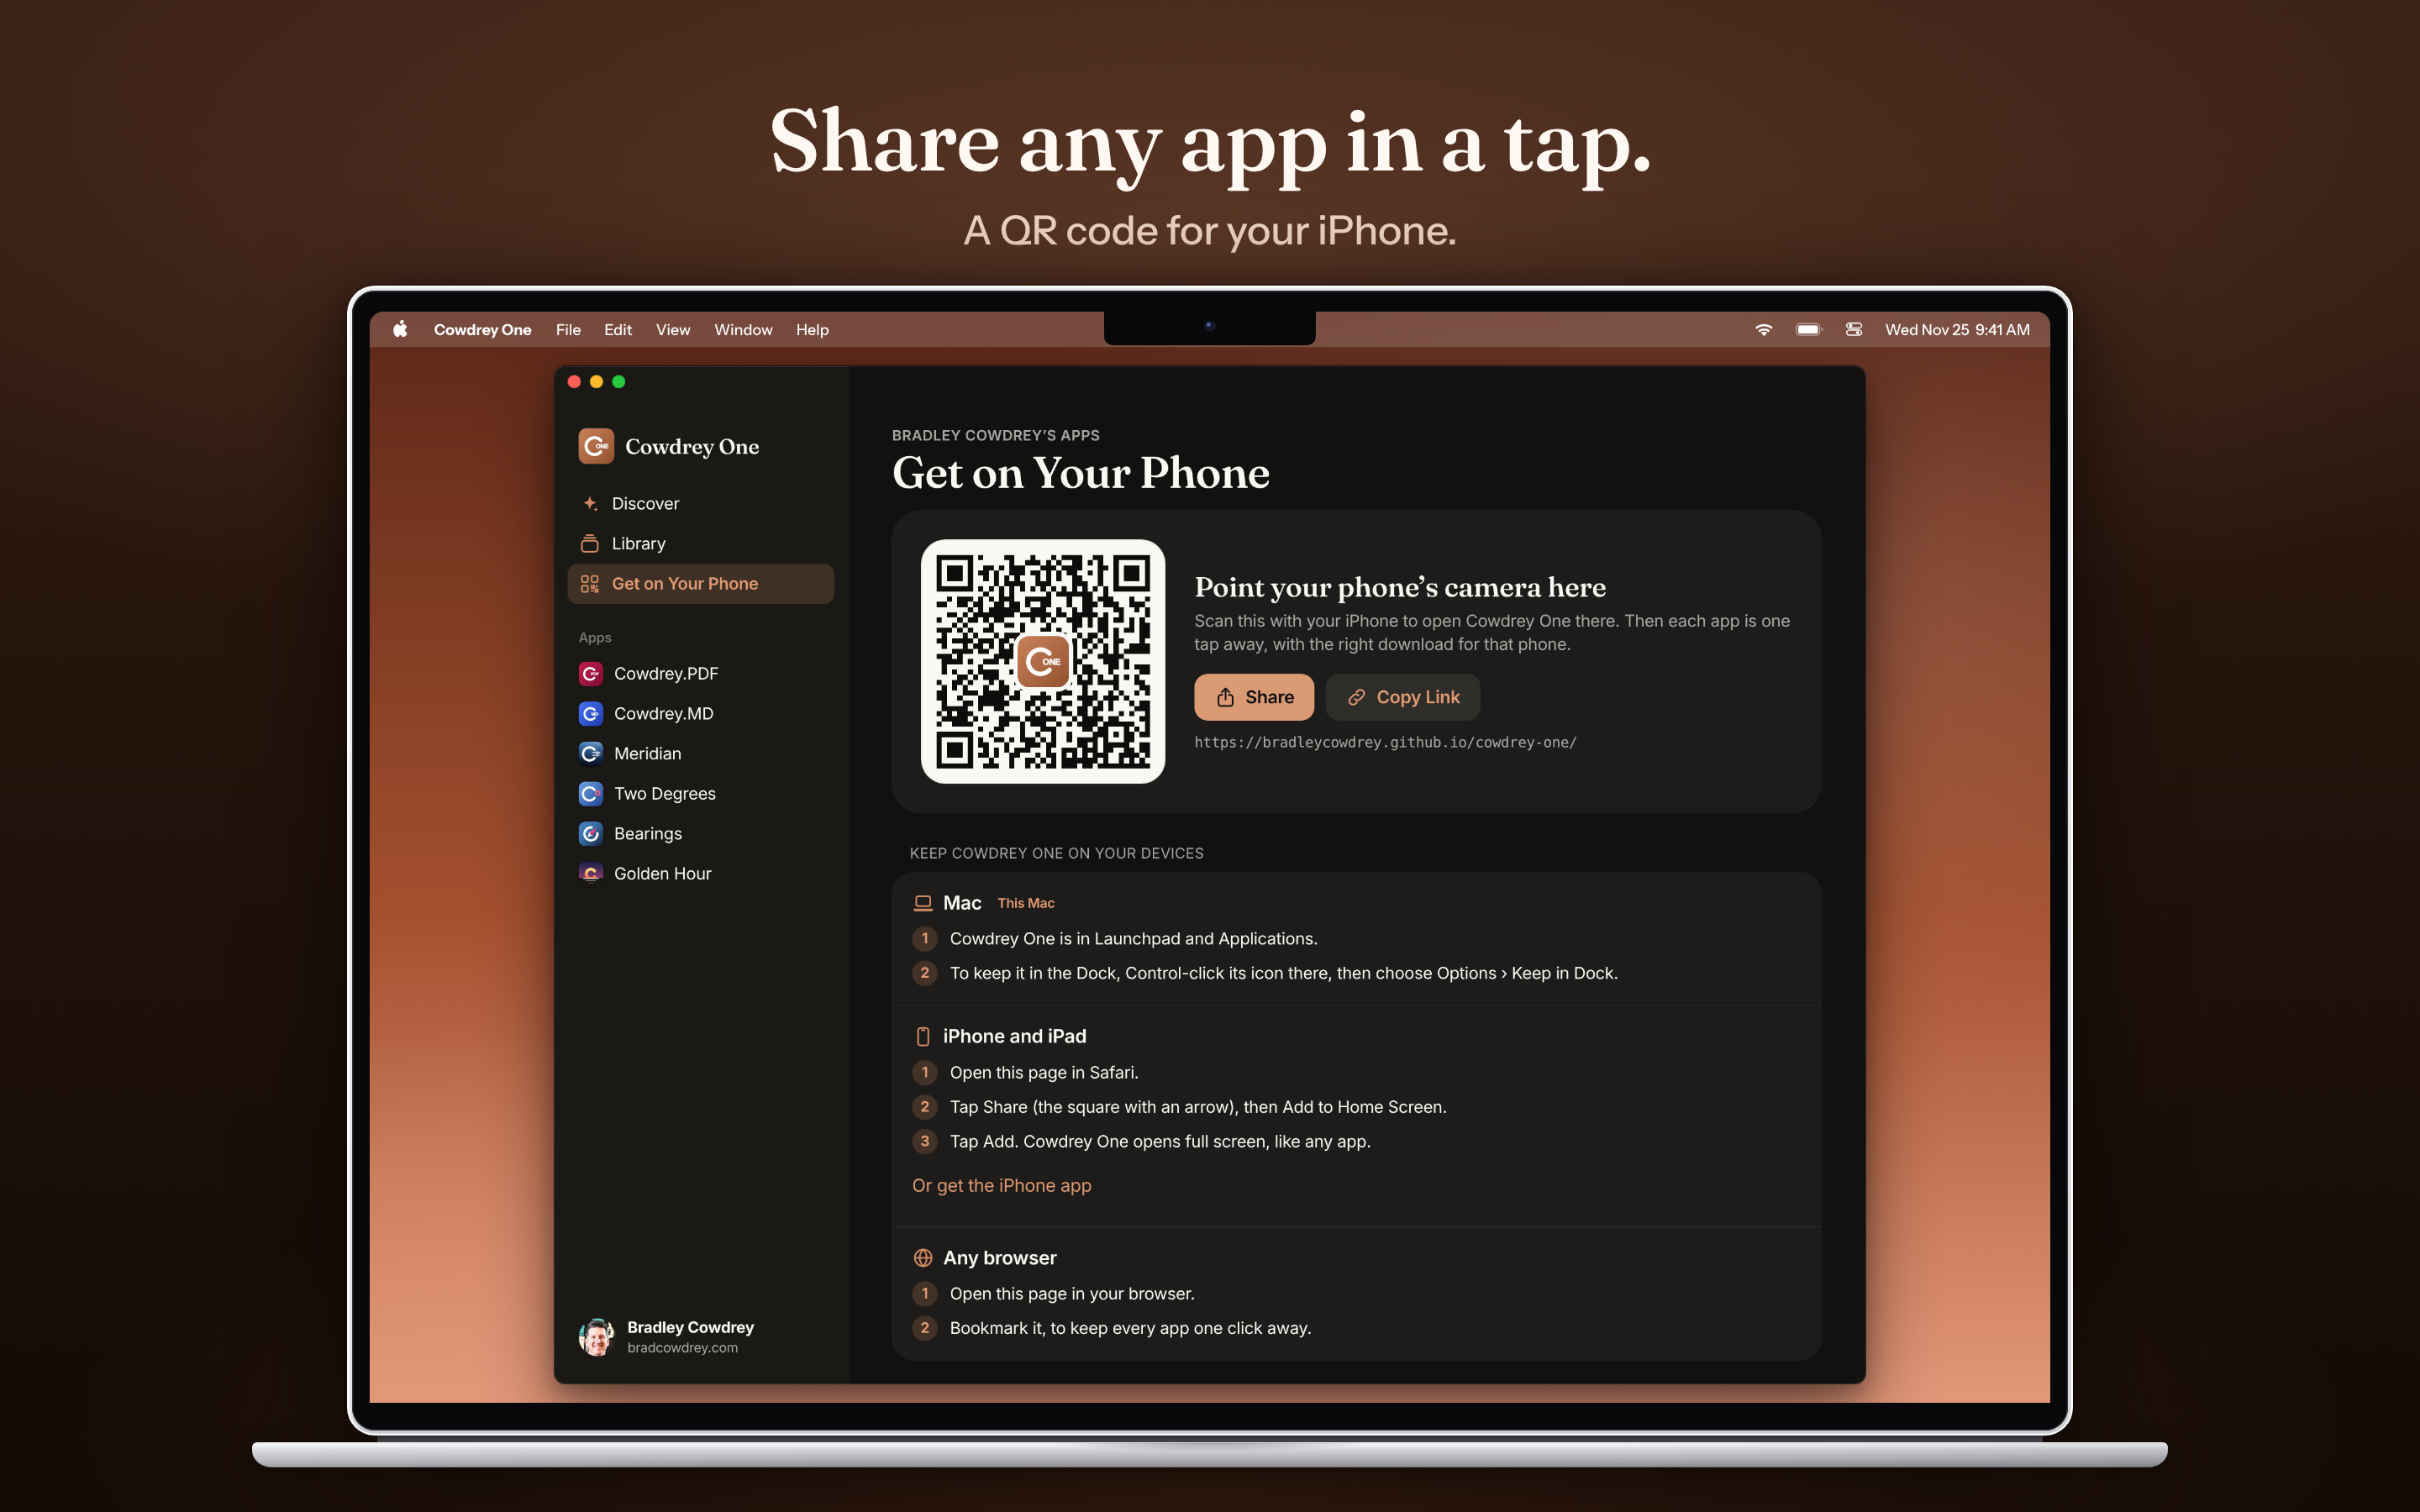 Share any app in a tap.
A QR code for your iPhone.
Cowdrey One File Edit View Window Help
Wed Nov 25 9:41 AM
C ONE
Cowdrey One
Discover
Library
Get on Your Phone
Apps
Cowdrey.PDF
Cowdrey.MD
Meridian
Two Degrees
Bearings
Golden Hour
Bradley Cowdrey
bradcowdrey.com
BRADLEY COWDREY’S APPS
Get on Your Phone
C ONE
Point your phone’s camera here
Scan this with your iPhone to open Cowdrey One there. Then each app is one
tap away, with the right download for that phone.
Share
Copy Link
https://bradleycowdrey.github.io/cowdrey-one/
KEEP COWDREY ONE ON YOUR DEVICES
Mac This Mac
1 Cowdrey One is in Launchpad and Applications.
2 To keep it in the Dock, Control-click its icon there, then choose Options › Keep in Dock.
iPhone and iPad
1 Open this page in Safari.
2 Tap Share (the square with an arrow), then Add to Home Screen.
3 Tap Add. Cowdrey One opens full screen, like any app.
Or get the iPhone app
Any browser
1 Open this page in your browser.
2 Bookmark it, to keep every app one click away.